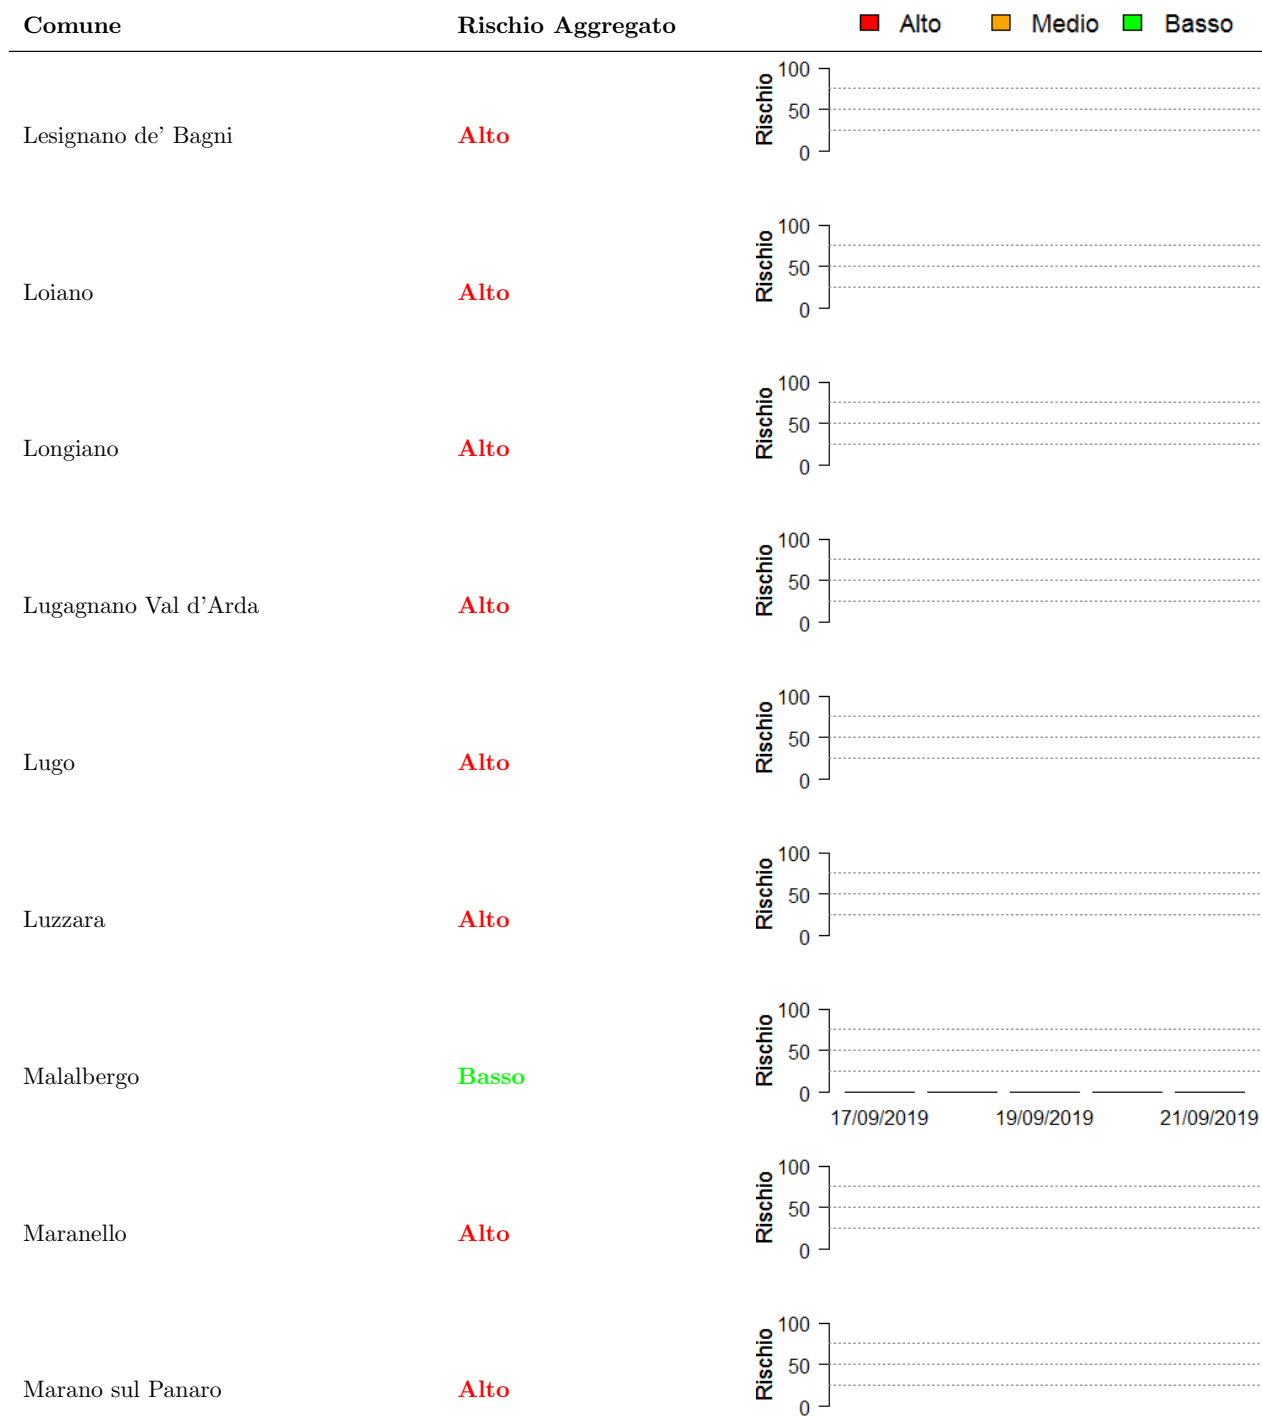 Comune Rischio Aggregato Alto Medio Basso
Lesignano de' Bagni Alto Rischio 100 50 0
Loiano Alto Rischio 100 50 0
Longiano Alto Rischio 100 50 0
Lugagnano Val d'Arda Alto Rischio 100 50 0
Lugo Alto Rischio 100 50 0
Luzzara Alto Rischio 100 50 0
Malalbergo Basso Rischio 100 50 0
17/09/2019 19/09/2019 21/09/2019
Maranello Alto Rischio 100 50 0
Marano sul Panaro Alto Rischio 100 50 0